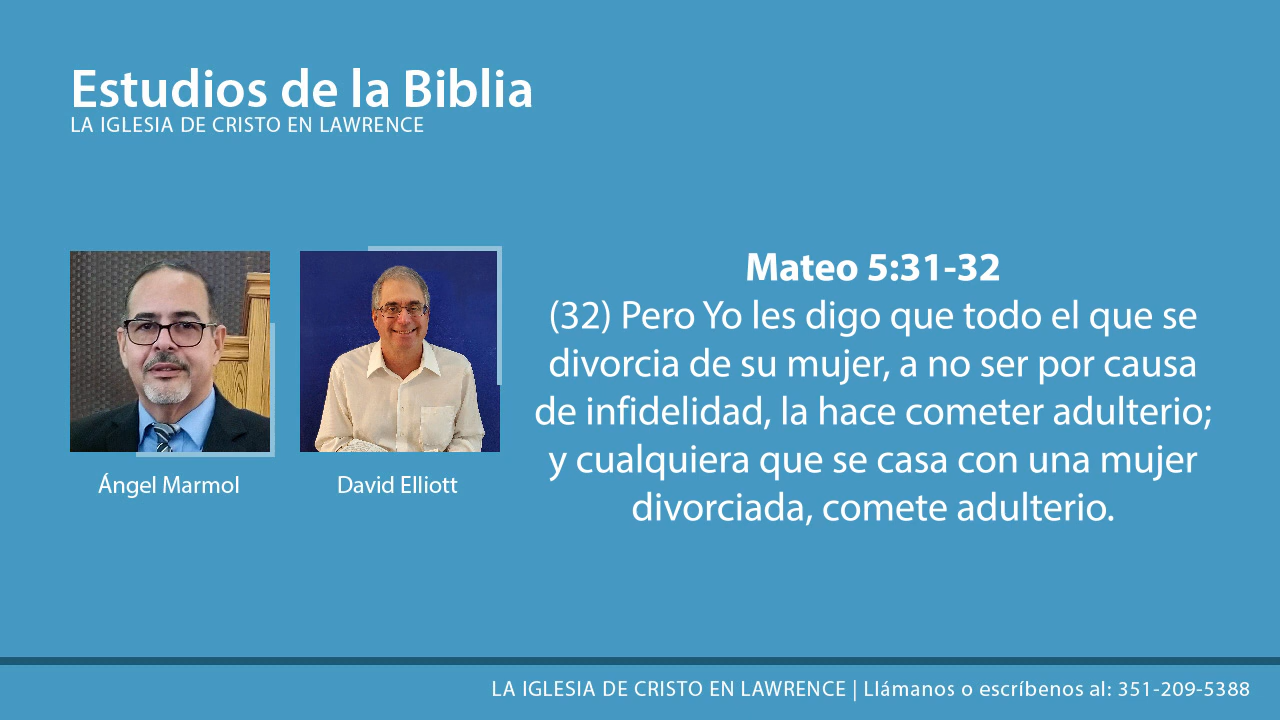 Estudios de la Biblia
LA IGLESIA DE CRISTO EN LAWRENCE
Ángel Marmol
David Elliott
Mateo 5:31-32
(32) Pero Yo les digo que todo el que se
divorcia de su mujer, a no ser por causa
de infidelidad, la hace cometer adulterio;
y cualquiera que se casa con una mujer
divorciada, comete adulterio.
LA IGLESIA DE CRISTO EN LAWRENCE | Llámanos o escríbenos al: 351-209-5388